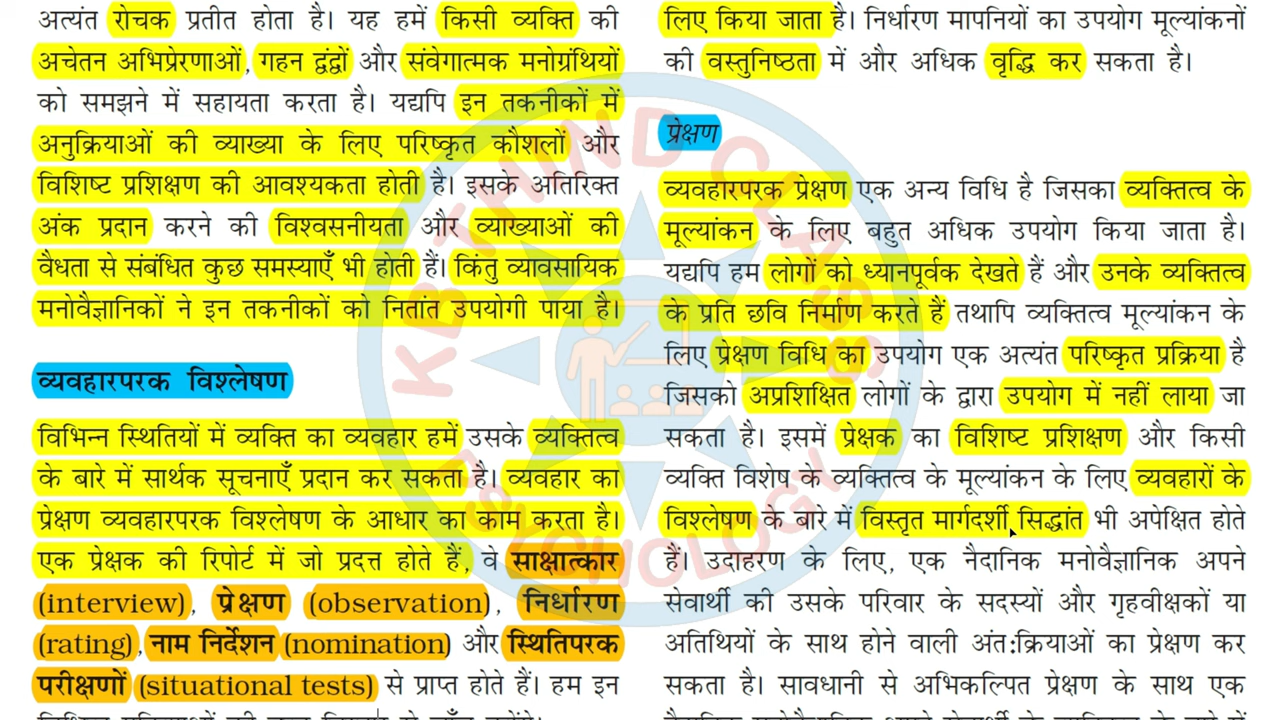 अत्यंत रोचक प्रतीत होता है। यह हमें किसी व्यक्ति की
अचेतन अभिप्रेरणाओं, गहन द्वंद्वों और संवेगात्मक मनोग्रंथियों
को समझने में सहायता करता है। यद्यपि इन तकनीकों में
अनुक्रियाओं की व्याख्या के लिए परिष्कृत कौशलों और
विशिष्ट प्रशिक्षण की आवश्यकता होती है। इसके अतिरिक्त
अंक प्रदान करने की विश्वसनीयता और व्याख्याओं की
वैधता से संबंधित कुछ समस्याएँ भी होती हैं। किंतु व्यावसायिक
मनोवैज्ञानिकों ने इन तकनीकों को नितांत उपयोगी पाया है।
व्यवहारपरक विश्लेषण
विभिन्न स्थितियों में व्यक्ति का व्यवहार हमें उसके व्यक्तित्व
के बारे में सार्थक सूचनाएँ प्रदान कर सकता है। व्यवहार का
प्रेक्षण व्यवहारपरक विश्लेषण के आधार का काम करता है।
एक प्रेक्षक की रिपोर्ट में जो प्रदत्त होते हैं, वे साक्षात्कार
(interview), प्रेक्षण (observation), निर्धारण
(rating), नाम निर्देशन (nomination) और स्थितिपरक
परीक्षणों (situational tests) से प्राप्त होते हैं। हम इन
लिए किया जाता है। निर्धारण मापनियों का उपयोग मूल्यांकनों
की वस्तुनिष्ठता में और अधिक वृद्धि कर सकता है।
प्रेक्षण
व्यवहारपरक प्रेक्षण एक अन्य विधि है जिसका व्यक्तित्व के
मूल्यांकन के लिए बहुत अधिक उपयोग किया जाता है।
यद्यपि हम लोगों को ध्यानपूर्वक देखते हैं और उनके व्यक्तित्व
के प्रति छवि निर्माण करते हैं तथापि व्यक्तित्व मूल्यांकन के
लिए प्रेक्षण विधि का उपयोग एक अत्यंत परिष्कृत प्रक्रिया है
जिसको अप्रशिक्षित लोगों के द्वारा उपयोग में नहीं लाया जा
सकता है। इसमें प्रेक्षक का विशिष्ट प्रशिक्षण और किसी
व्यक्ति विशेष के व्यक्तित्व के मूल्यांकन के लिए व्यवहारों के
विश्लेषण के बारे में विस्तृत मार्गदर्शी सिद्धांत भी अपेक्षित होते
हैं। उदाहरण के लिए, एक नैदानिक मनोवैज्ञानिक अपने
सेवार्थी की उसके परिवार के सदस्यों और गृहवीक्षकों या
अतिथियों के साथ होने वाली अंत:क्रियाओं का प्रेक्षण कर
सकता है। सावधानी से अभिकल्पित प्रेक्षण के साथ एक
KBTHIND CLASSES
PSYCHOLOGY